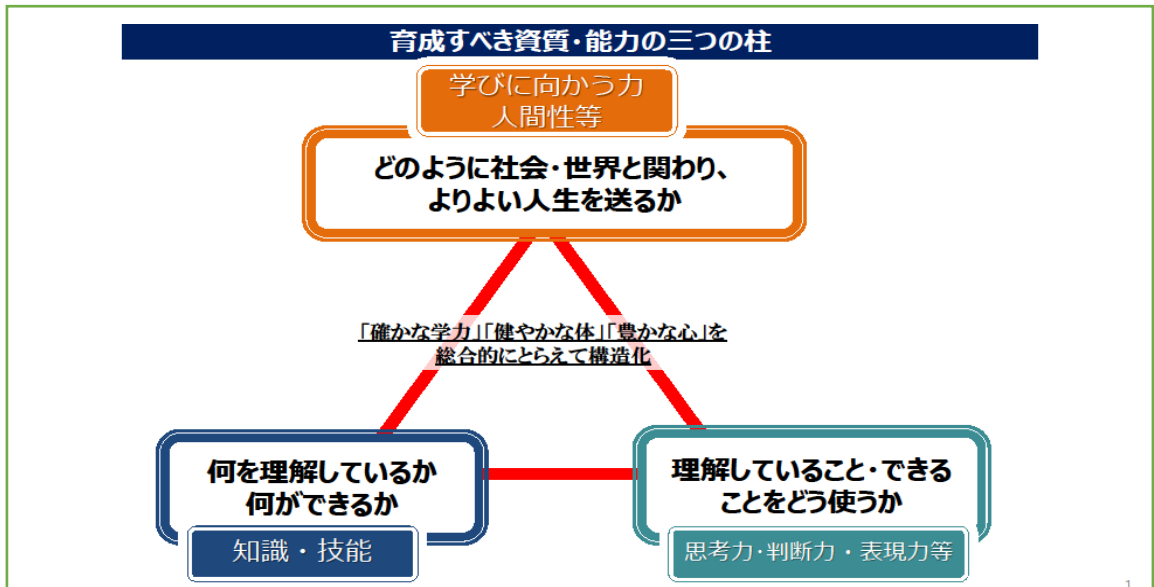 育成すべき資質・能力の三つの柱
学びに向かう力
人間性等
どのように社会・世界と関わり、
よりよい人生を送るか
「確かな学力」「健やかな体」「豊かな心」を
総合的にとらえて構造化
何を理解しているか
何ができるか
知識・技能
理解していること・できる
ことをどう使うか
思考力・判断力・表現力等
1